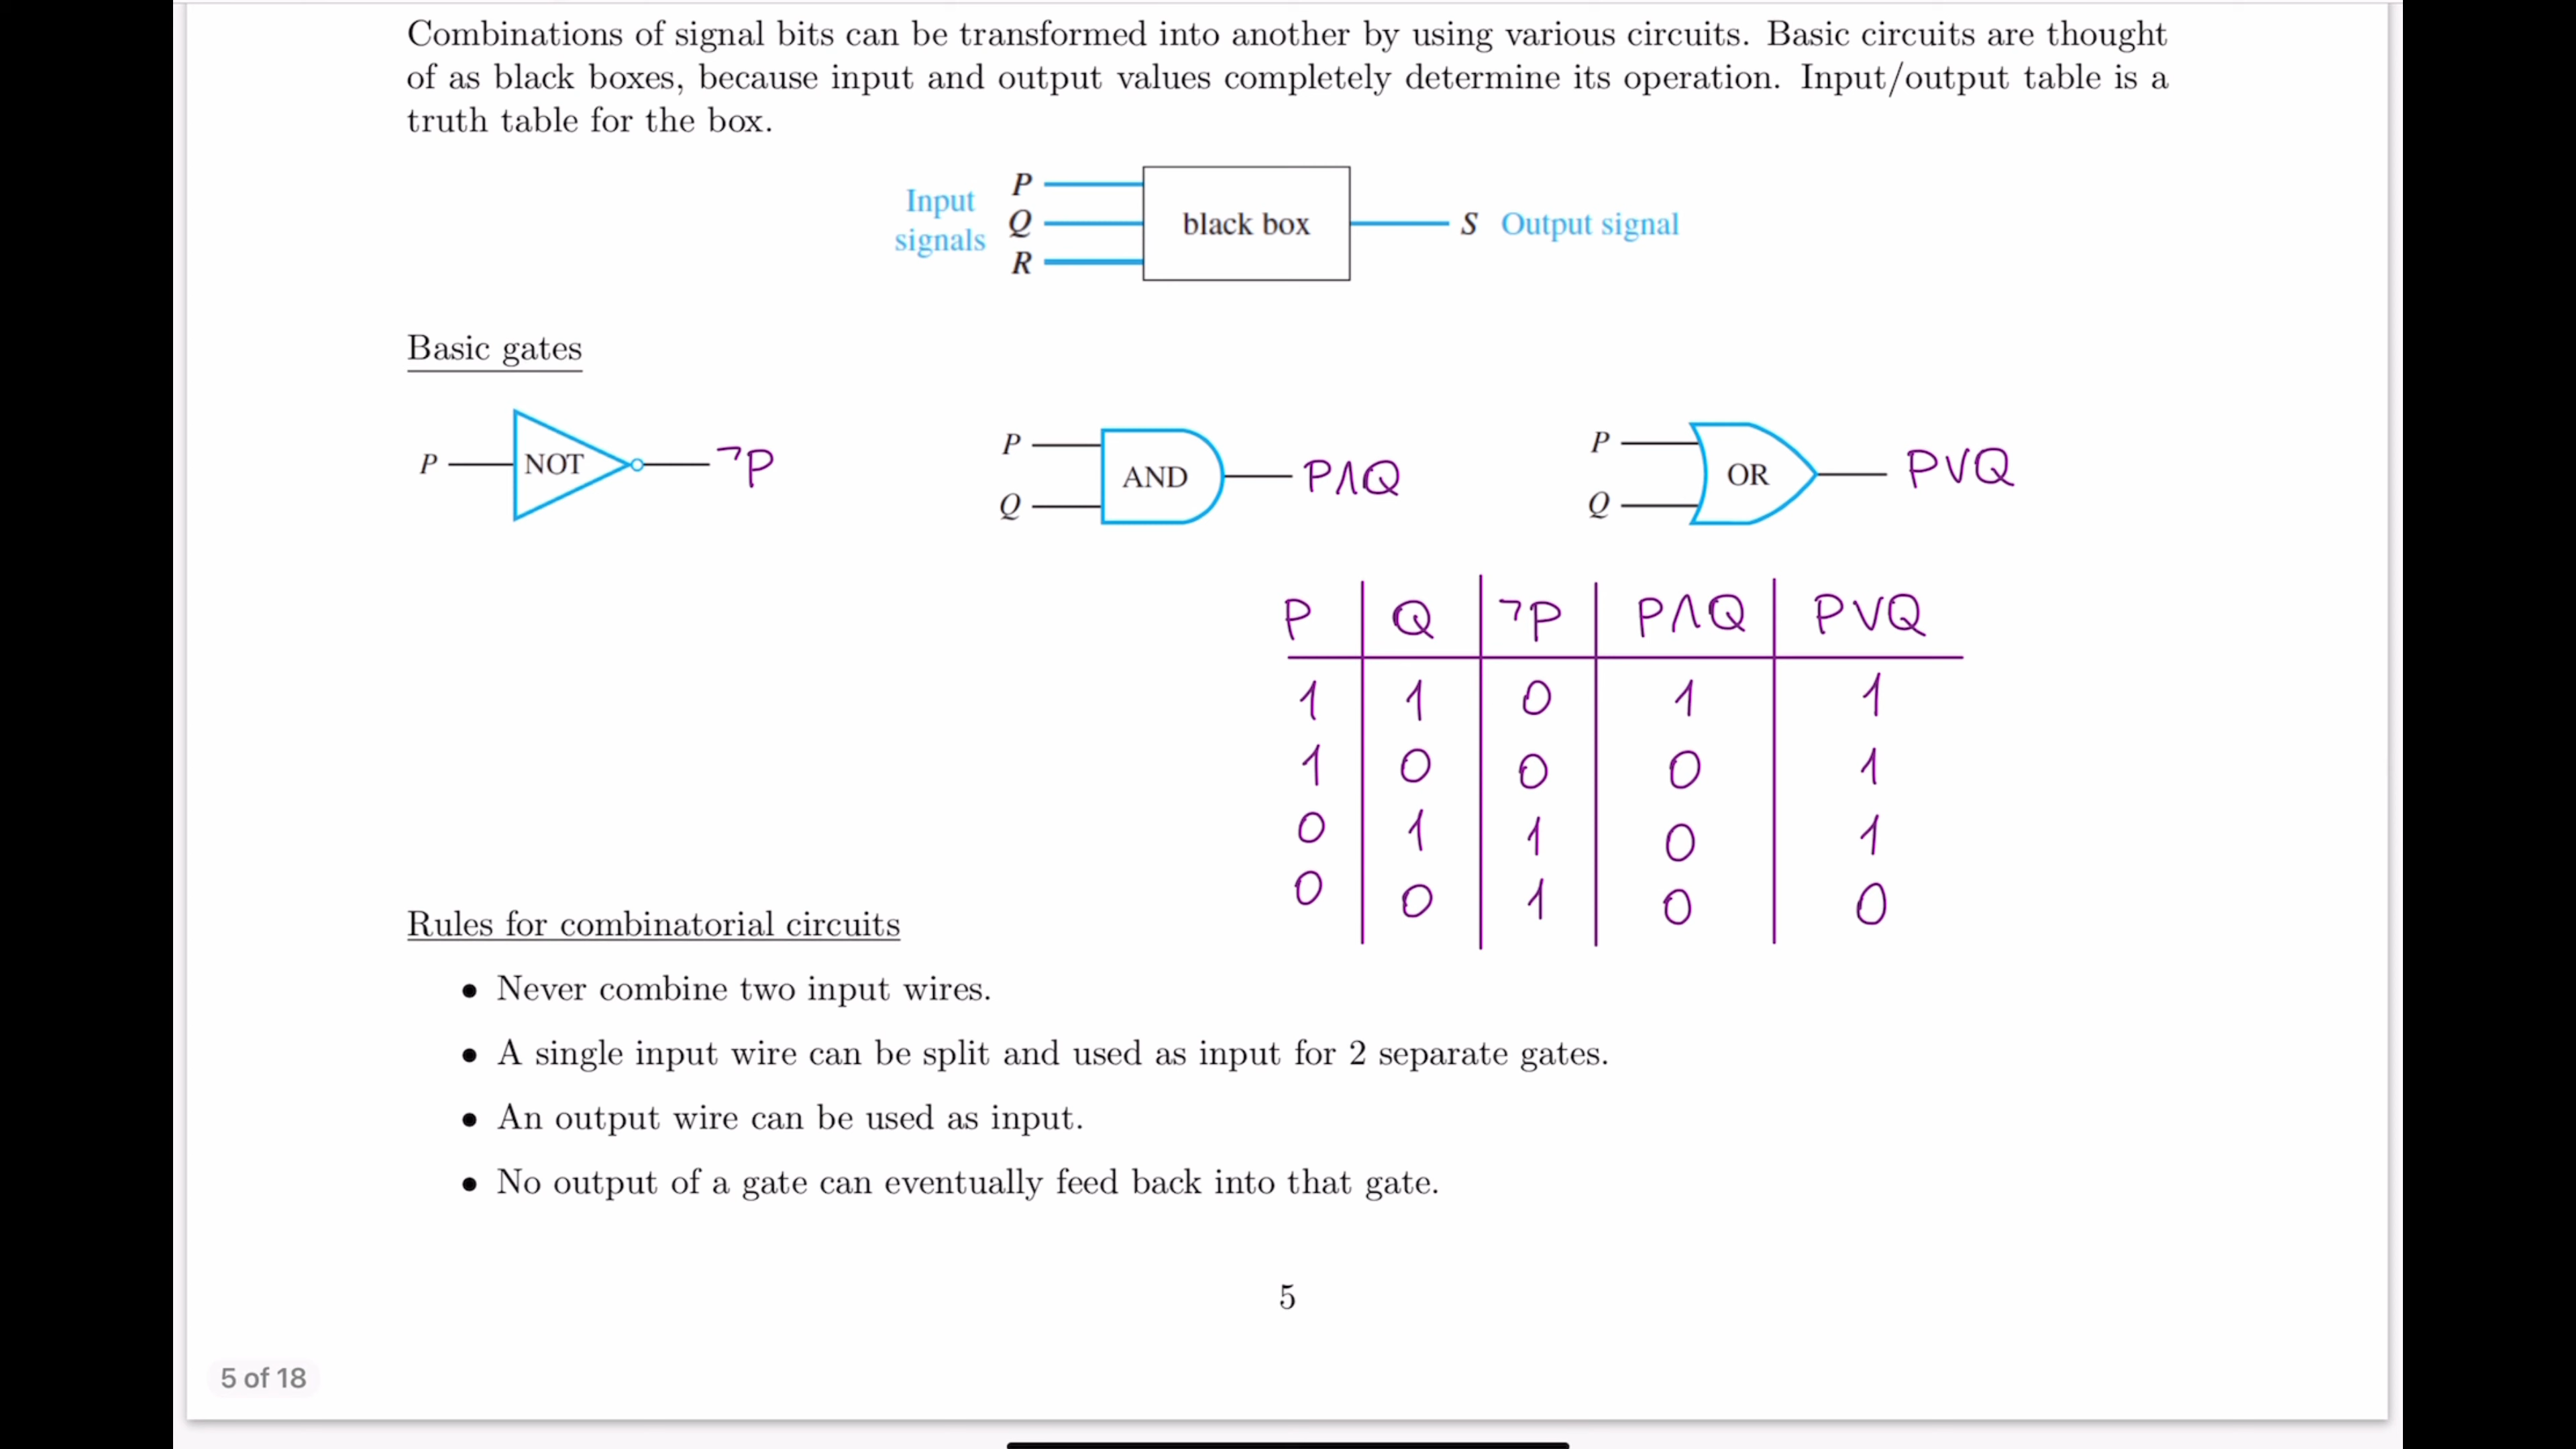 Combinations of signal bits can be transformed into another by using various circuits. Basic circuits are thought
of as black boxes, because input and output values completely determine its operation. Input/output table is a
truth table for the box.
Input signals
P
Q
R
black box
S Output signal
Basic gates
P NOT ¬P
P
Q
AND P∧Q
P
Q
OR P∨Q
P Q ¬P P∧Q P∨Q
1 1 0 1 1
1 0 0 0 1
0 1 1 0 1
0 0 1 0 0
Rules for combinatorial circuits
• Never combine two input wires.
• A single input wire can be split and used as input for 2 separate gates.
• An output wire can be used as input.
• No output of a gate can eventually feed back into that gate.
5
5 of 18